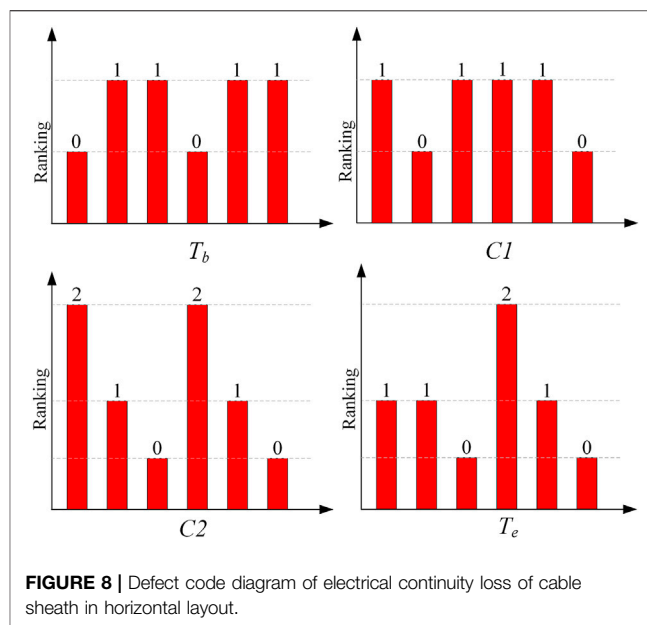 1 1 1 1
0 0
Ranking
T_b
1 1 1 1
0 0
Ranking
C1
2 2
1 1
0 0
Ranking
C2
2
1 1 1
0 0
Ranking
T_e
FIGURE 8 | Defect code diagram of electrical continuity loss of cable
sheath in horizontal layout.